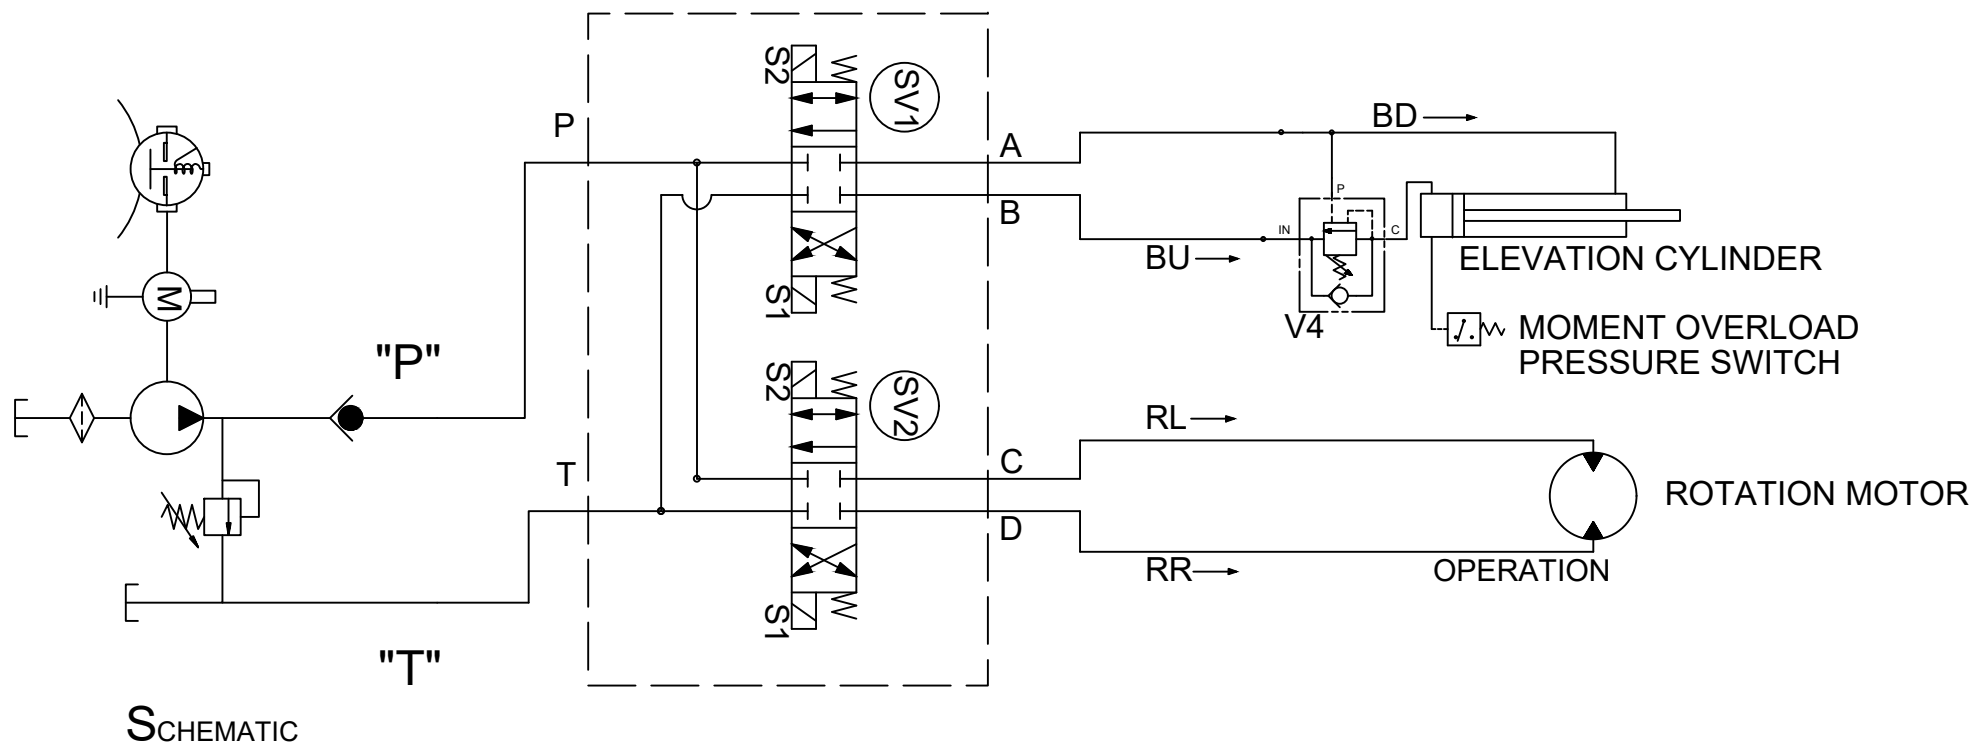 S2
SV1
P
A
BD
B
P
IN
C
BU
ELEVATION CYLINDER
S1
V4
MOMENT OVERLOAD
PRESSURE SWITCH
M
"P"
S2
SV2
RL
T
C
ROTATION MOTOR
D
RR
OPERATION
S1
"T"
SCHEMATIC